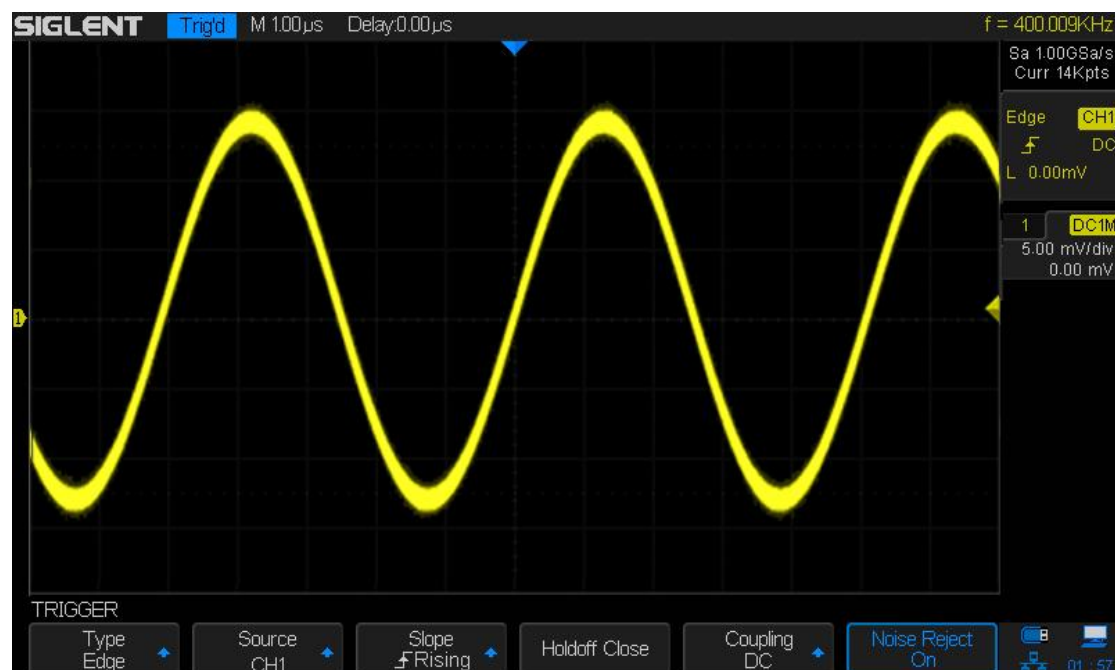 SIGLENT Trig'd M 1.00µs Delay:0.00µs f = 400.009KHz
Sa 1.00GSa/s
Curr 14Kpts
Edge CH1
DC
L 0.00mV
1 DC1M
5.00 mV/div
0.00 mV
1
TRIGGER
Type
Edge
Source
CH1
Slope
Rising
Holdoff Close
Coupling
DC
Noise Reject
On